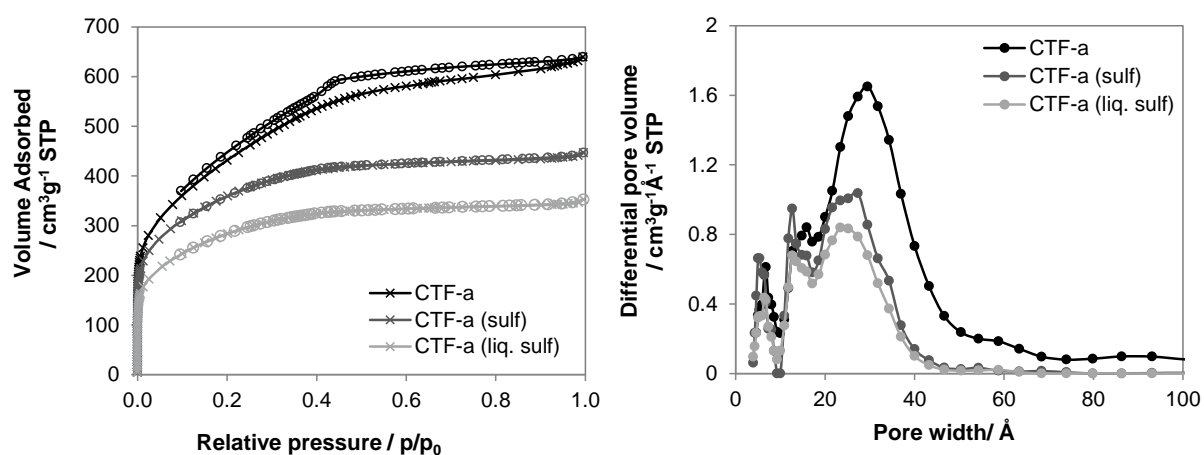 700
600
500
400
300
200
100
0
Volume Adsorbed
/ cm³g⁻¹ STP
CTF-a
CTF-a (sulf)
CTF-a (liq. sulf)
0.0 0.2 0.4 0.6 0.8 1.0
Relative pressure / p/p₀
2
1.6
1.2
0.8
0.4
0
Differential pore volume
/ cm³g⁻¹Å⁻¹ STP
CTF-a
CTF-a (sulf)
CTF-a (liq. sulf)
0 20 40 60 80 100
Pore width/ Å